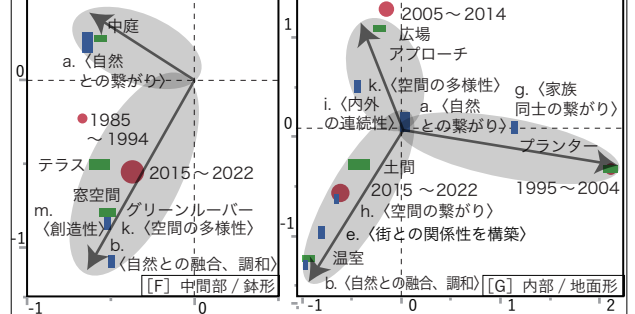 中庭
a.〈自然
との繋がり〉
0
1985
～1994
テラス
2015～2022
窓空間
m.
〈創造性〉
グリーンルーバー
k.〈空間の多様性〉
b.
〈自然との融合、調和〉
-1
［F］中間部 / 鉢形
-1
0
1
2005～2014
広場
アプローチ
k.〈空間の多様性〉
i.〈内外
の連続性〉
a.〈自然
との繋がり〉
g.〈家族
同士の繋がり〉
0
プランター
土間
1995～2004
2015～2022
h.〈空間の繋がり〉
e.〈街との関係性を構築〉
-1
温室
b.〈自然との融合、調和〉
［G］内部 / 地面形
-1
0
1
2